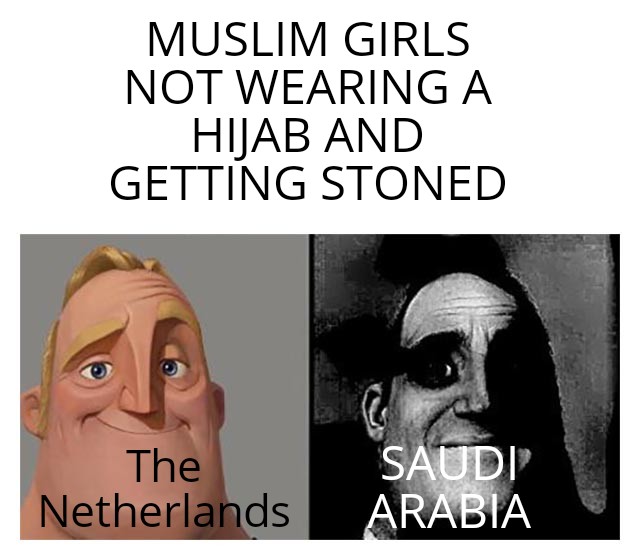 MUSLIM GIRLS
NOT WEARING A
HIJAB AND
GETTING STONED
The
Netherlands
SAUDI
ARABIA